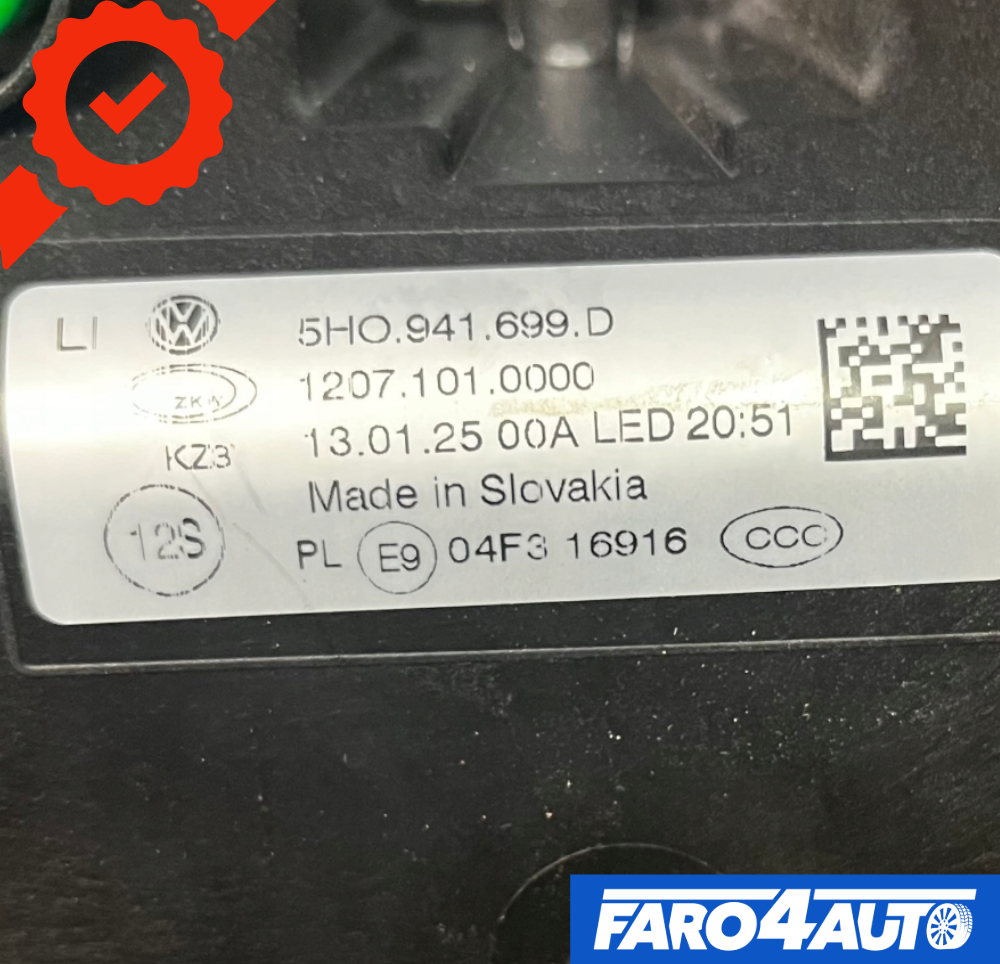 LI VW 5HO.941.699.D
ZKW 1207.101.0000
KZ3 13.01.25 00A LED 20:51
Made in Slovakia
12S PL E9 04F3 16916 CCC
FARO4AUTO